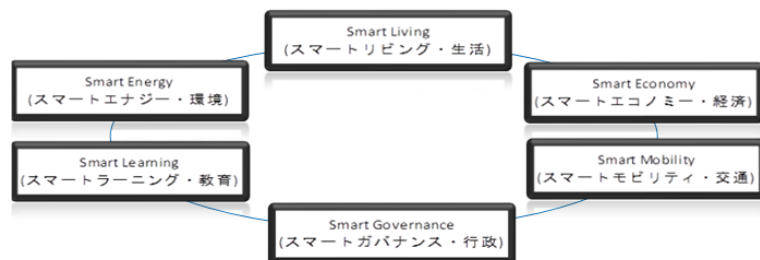 Smart Living
(スマートリビング・生活)
Smart Energy
(スマートエナジー・環境)
Smart Economy
(スマートエコノミー・経済)
Smart Learning
(スマートラーニング・教育)
Smart Mobility
(スマートモビリティ・交通)
Smart Governance
(スマートガバナンス・行政)